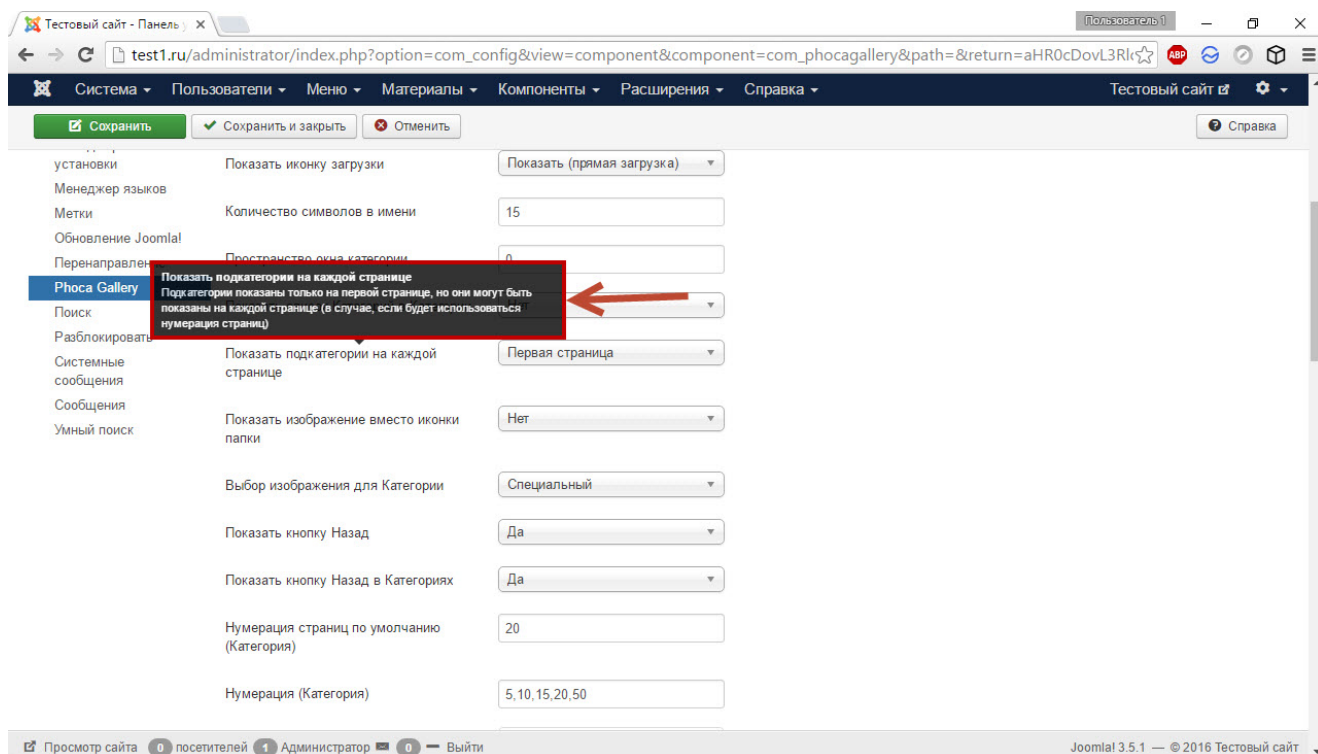 Тестовый сайт - Панель у
Пользователь 1
test1.ru/administrator/index.php?option=com_config&view=component&component=com_phocagallery&path=&return=aHR0cDovL3Rlc
ABP
Система Пользователи Меню Материалы Компоненты Расширения Справка Тестовый сайт
Сохранить Сохранить и закрыть Отменить Справка
установки
Менеджер языков
Метки
Обновление Joomla!
Перенаправлен
Phoca Gallery
Поиск
Разблокировать
Системные
сообщения
Сообщения
Умный поиск
Показать иконку загрузки Показать (прямая загрузка)
Количество символов в имени 15
Пространство окна категории 0
Показать подкатегории на каждой странице
Подкатегории показаны только на первой странице, но они могут быть
показаны на каждой странице (в случае, если будет использоваться
нумерация страниц)
Показать подкатегории на каждой
странице
Первая страница
Показать изображение вместо иконки
папки
Нет
Выбор изображения для Категории Специальный
Показать кнопку Назад Да
Показать кнопку Назад в Категориях Да
Нумерация страниц по умолчанию
(Категория)
20
Нумерация (Категория) 5,10,15,20,50
Просмотр сайта 0 посетителей 1 Администратор 0 Выйти
Joomla! 3.5.1 — © 2016 Тестовый сайт